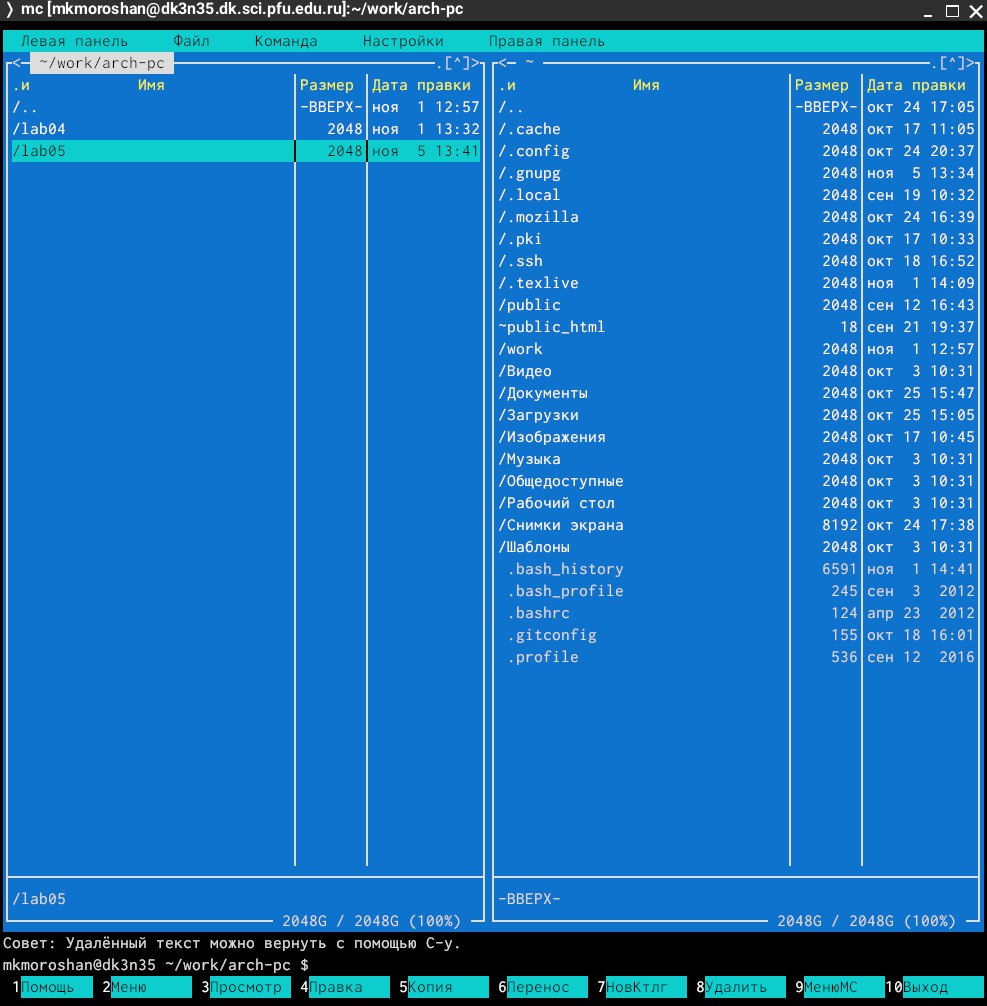 ❭ mc [mkmoroshan@dk3n35.dk.sci.pfu.edu.ru]:~/work/arch-pc
Левая панель Файл Команда Настройки Правая панель
<─ ~/work/arch-pc .[^]>
.и Имя Размер Дата правки
/.. -ВВЕРХ- ноя 1 12:57
/lab04 2048 ноя 1 13:32
/lab05 2048 ноя 5 13:41
/lab05
2048G / 2048G (100%)
<─ ~ .[^]>
.и Имя Размер Дата правки
/.. -ВВЕРХ- окт 24 17:05
/.cache 2048 окт 17 11:05
/.config 2048 окт 24 20:37
/.gnupg 2048 ноя 5 13:34
/.local 2048 сен 19 10:32
/.mozilla 2048 окт 24 16:39
/.pki 2048 окт 17 10:33
/.ssh 2048 окт 18 16:52
/.texlive 2048 ноя 1 14:09
/public 2048 сен 12 16:43
~public_html 18 сен 21 19:37
/work 2048 ноя 1 12:57
/Видео 2048 окт 3 10:31
/Документы 2048 окт 25 15:47
/Загрузки 2048 окт 25 15:05
/Изображения 2048 окт 17 10:45
/Музыка 2048 окт 3 10:31
/Общедоступные 2048 окт 3 10:31
/Рабочий стол 2048 окт 3 10:31
/Снимки экрана 8192 окт 24 17:38
/Шаблоны 2048 окт 3 10:31
.bash_history 6591 ноя 1 14:41
.bash_profile 245 сен 3 2012
.bashrc 124 апр 23 2012
.gitconfig 155 окт 18 16:01
.profile 536 сен 12 2016
-ВВЕРХ-
2048G / 2048G (100%)
Совет: Удалённый текст можно вернуть с помощью C-y.
mkmoroshan@dk3n35 ~/work/arch-pc $
1Помощь 2Меню 3Просмотр 4Правка 5Копия 6Перенос 7НовКтлг 8Удалить 9МенюMC 10Выход